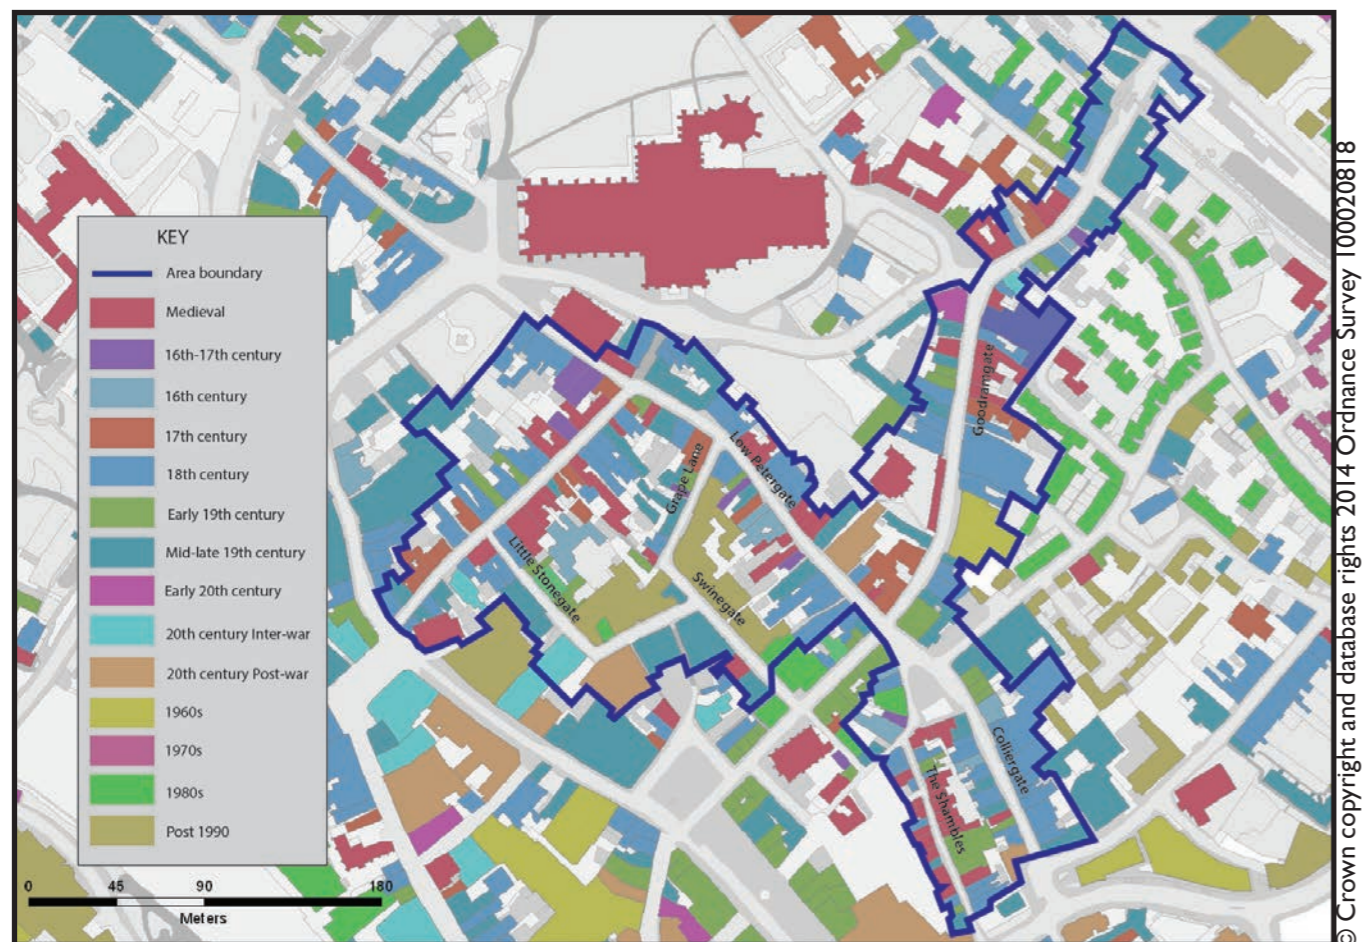 KEY
Area boundary
Medieval
16th-17th century
16th century
17th century
18th century
Early 19th century
Mid-late 19th century
Early 20th century
20th century Inter-war
20th century Post-war
1960s
1970s
1980s
Post 1990
0 45 90 180
Meters
Goodramgate
Low Petergate
Grape Lane
Little Stonegate
Swinegate
Colliergate
The Shambles
© Crown copyright and database rights 2014 Ordnance Survey 100020818